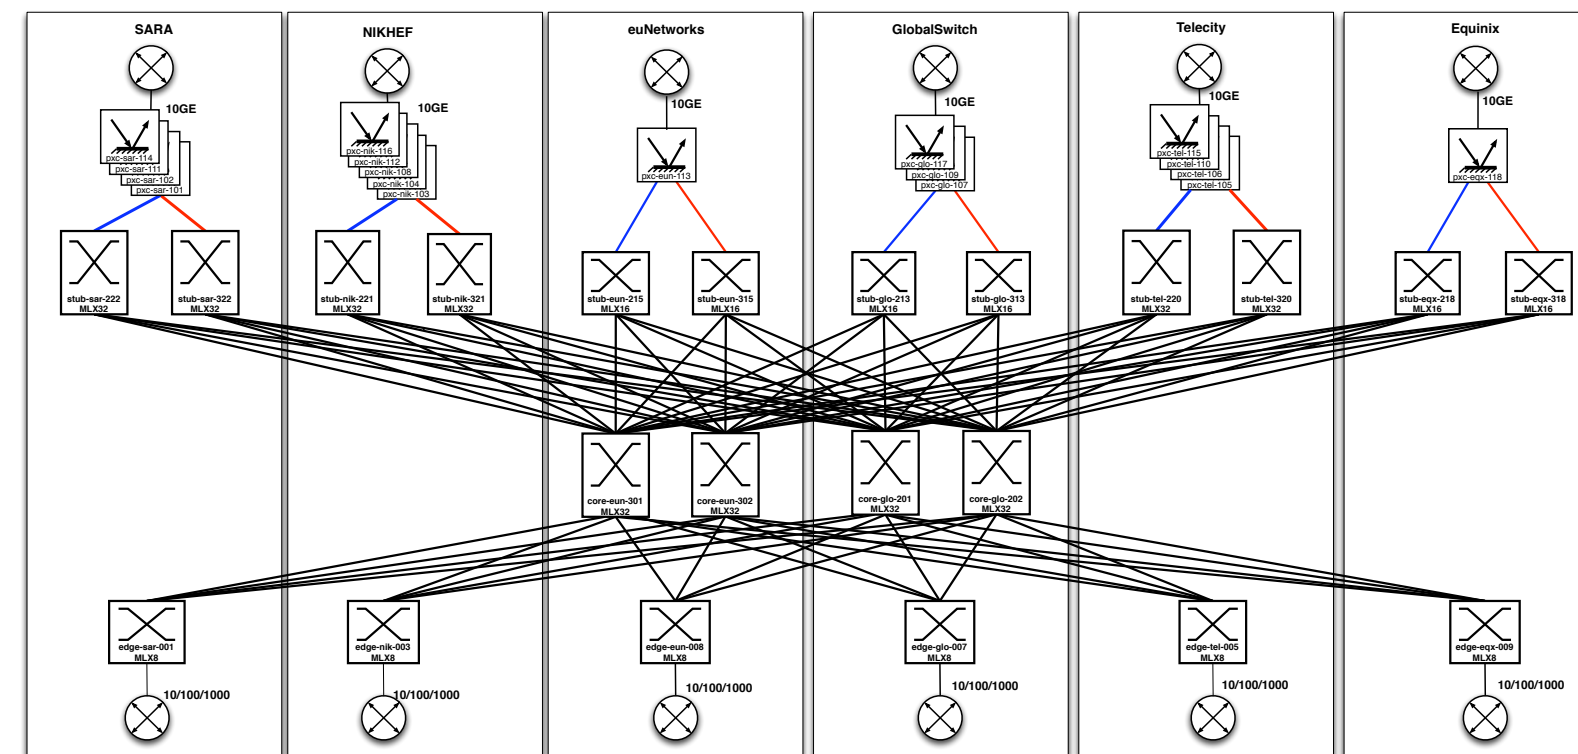 SARA
NIKHEF
euNetworks
GlobalSwitch
Telecity
Equinix
10GE
10GE
10GE
10GE
10GE
10GE
pxc-sar-114
pxc-sar-111
pxc-sar-102
pxc-sar-101
pxc-nik-116
pxc-nik-112
pxc-nik-108
pxc-nik-104
pxc-nik-103
pxc-eun-113
pxc-glo-117
pxc-glo-109
pxc-glo-107
pxc-tel-115
pxc-tel-110
pxc-tel-106
pxc-tel-105
pxc-eqx-118
stub-sar-222
MLX32
stub-sar-322
MLX32
stub-nik-221
MLX32
stub-nik-321
MLX32
stub-eun-215
MLX16
stub-eun-315
MLX16
stub-glo-213
MLX16
stub-glo-313
MLX16
stub-tel-220
MLX32
stub-tel-320
MLX32
stub-eqx-218
MLX16
stub-eqx-318
MLX16
core-eun-301
MLX32
core-eun-302
MLX32
core-glo-201
MLX32
core-glo-202
MLX32
edge-sar-001
MLX8
edge-nik-003
MLX8
edge-eun-008
MLX8
edge-glo-007
MLX8
edge-tel-005
MLX8
edge-eqx-009
MLX8
10/100/1000
10/100/1000
10/100/1000
10/100/1000
10/100/1000
10/100/1000